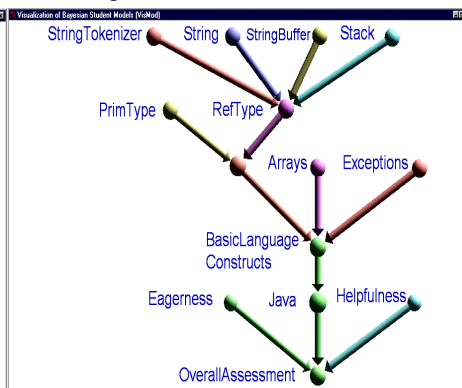 Visualization of Bayesian Student Models (VisMod)
StringTokenizer String StringBuffer Stack
PrimType RefType
Arrays Exceptions
BasicLanguage
Constructs
Eagerness Java Helpfulness
OverallAssessment